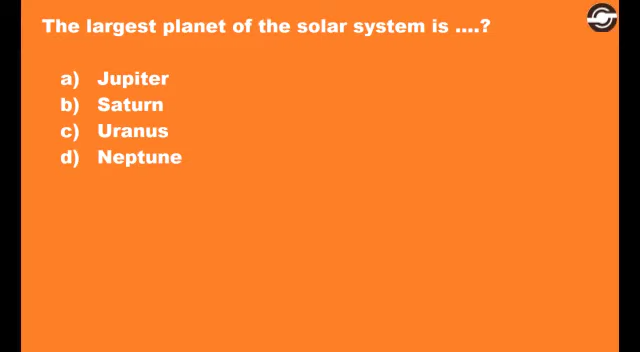 The largest planet of the solar system is ....?
a) Jupiter
b) Saturn
c) Uranus
d) Neptune